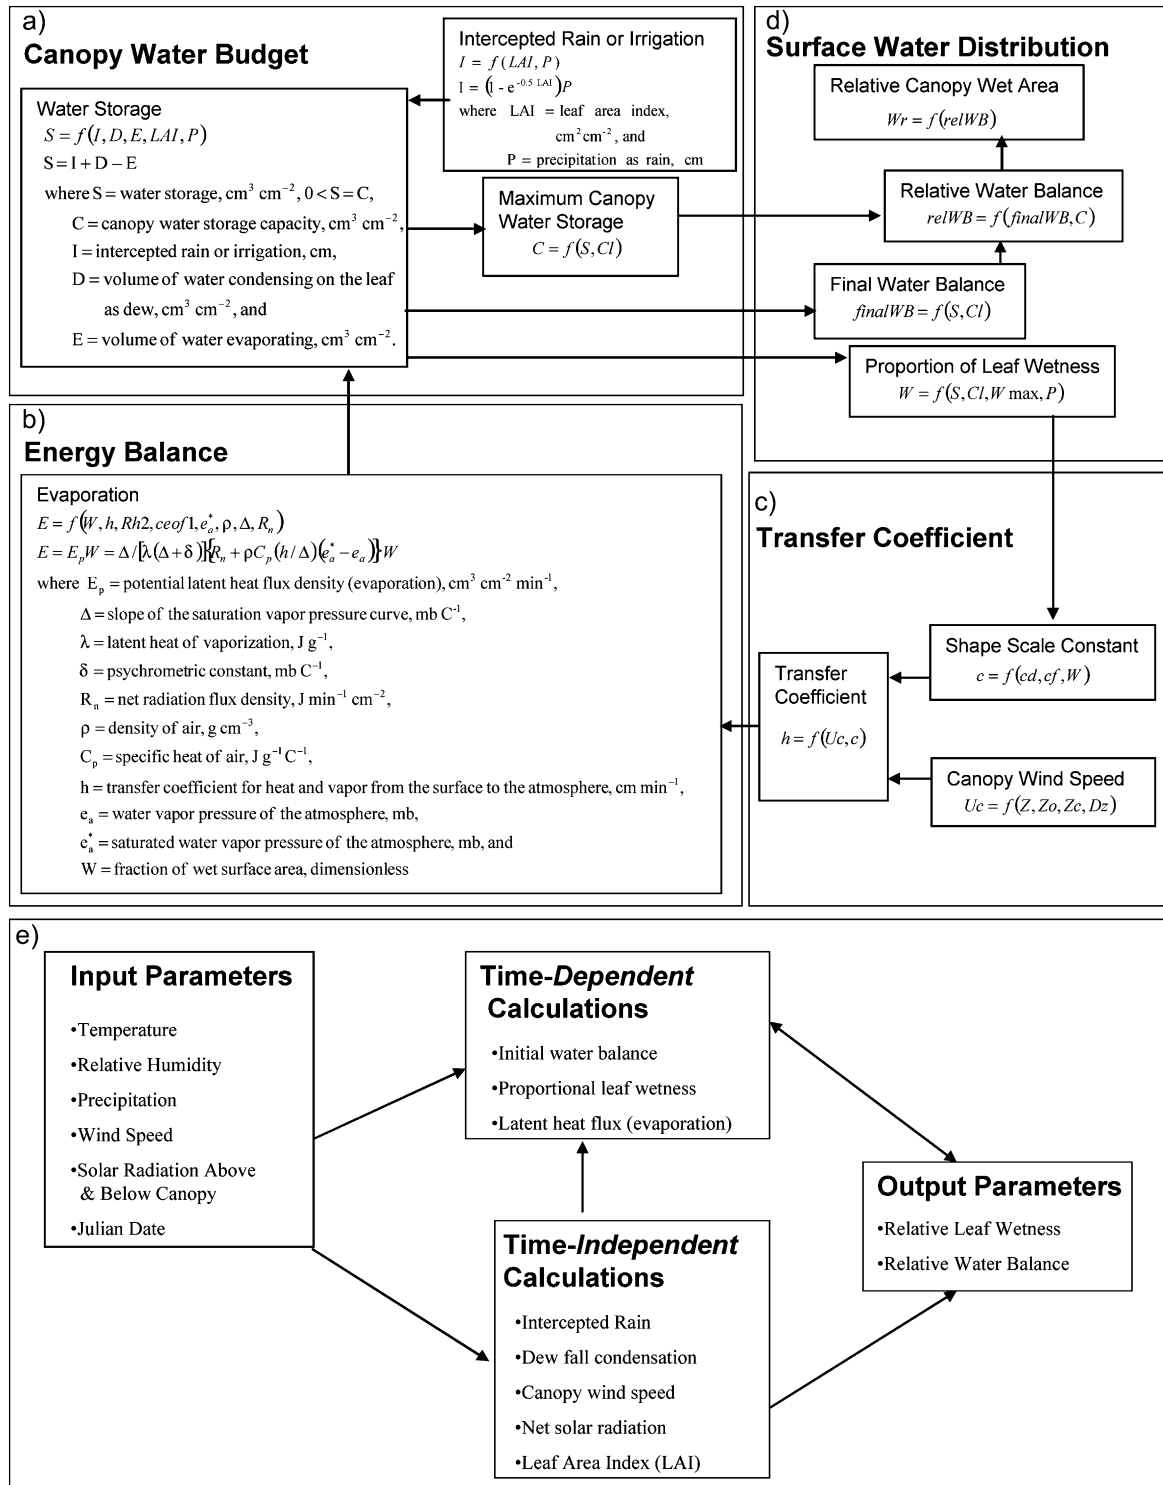 a)
Canopy Water Budget
Intercepted Rain or Irrigation
I = f(LAI, P)
I = (1 - e^-0.5 LAI)P
where LAI = leaf area index,
cm² cm⁻², and
P = precipitation as rain, cm
Water Storage
S = f(I, D, E, LAI, P)
S = I + D − E
where S = water storage, cm³ cm⁻², 0 < S = C,
C = canopy water storage capacity, cm³ cm⁻²,
I = intercepted rain or irrigation, cm,
D = volume of water condensing on the leaf
as dew, cm³ cm⁻², and
E = volume of water evaporating, cm³ cm⁻².
Maximum Canopy
Water Storage
C = f(S, Cl)
d)
Surface Water Distribution
Relative Canopy Wet Area
Wr = f(relWB)
Relative Water Balance
relWB = f(finalWB, C)
Final Water Balance
finalWB = f(S, Cl)
Proportion of Leaf Wetness
W = f(S, Cl, W max, P)
b)
Energy Balance
Evaporation
E = f(W, h, Rh2, ceof1, e*ₐ, ρ, Δ, Rₙ)
E = EₚW = Δ/[λ(Δ + δ)]{Rₙ + ρCₚ(h/Δ)(e*ₐ − eₐ)}W
where Eₚ = potential latent heat flux density (evaporation), cm³ cm⁻² min⁻¹,
Δ = slope of the saturation vapor pressure curve, mb C⁻¹,
λ = latent heat of vaporization, J g⁻¹,
δ = psychrometric constant, mb C⁻¹,
Rₙ = net radiation flux density, J min⁻¹ cm⁻²,
ρ = density of air, g cm⁻³,
Cₚ = specific heat of air, J g⁻¹ C⁻¹,
h = transfer coefficient for heat and vapor from the surface to the atmosphere, cm min⁻¹,
eₐ = water vapor pressure of the atmosphere, mb,
e*ₐ = saturated water vapor pressure of the atmosphere, mb, and
W = fraction of wet surface area, dimensionless
c)
Transfer Coefficient
Shape Scale Constant
c = f(cd, cf, W)
Transfer
Coefficient
h = f(Uc, c)
Canopy Wind Speed
Uc = f(Z, Zo, Zc, Dz)
e)
Input Parameters
•Temperature
•Relative Humidity
•Precipitation
•Wind Speed
•Solar Radiation Above
& Below Canopy
•Julian Date
Time-Dependent
Calculations
•Initial water balance
•Proportional leaf wetness
•Latent heat flux (evaporation)
Time-Independent
Calculations
•Intercepted Rain
•Dew fall condensation
•Canopy wind speed
•Net solar radiation
•Leaf Area Index (LAI)
Output Parameters
•Relative Leaf Wetness
•Relative Water Balance